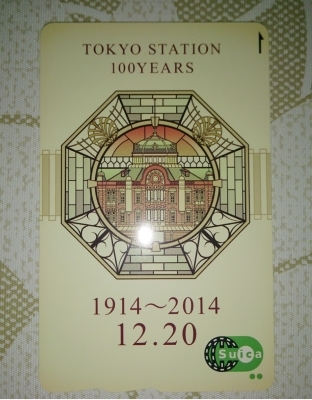 TOKYO STATION
100YEARS
1914～2014
12.20
Suica